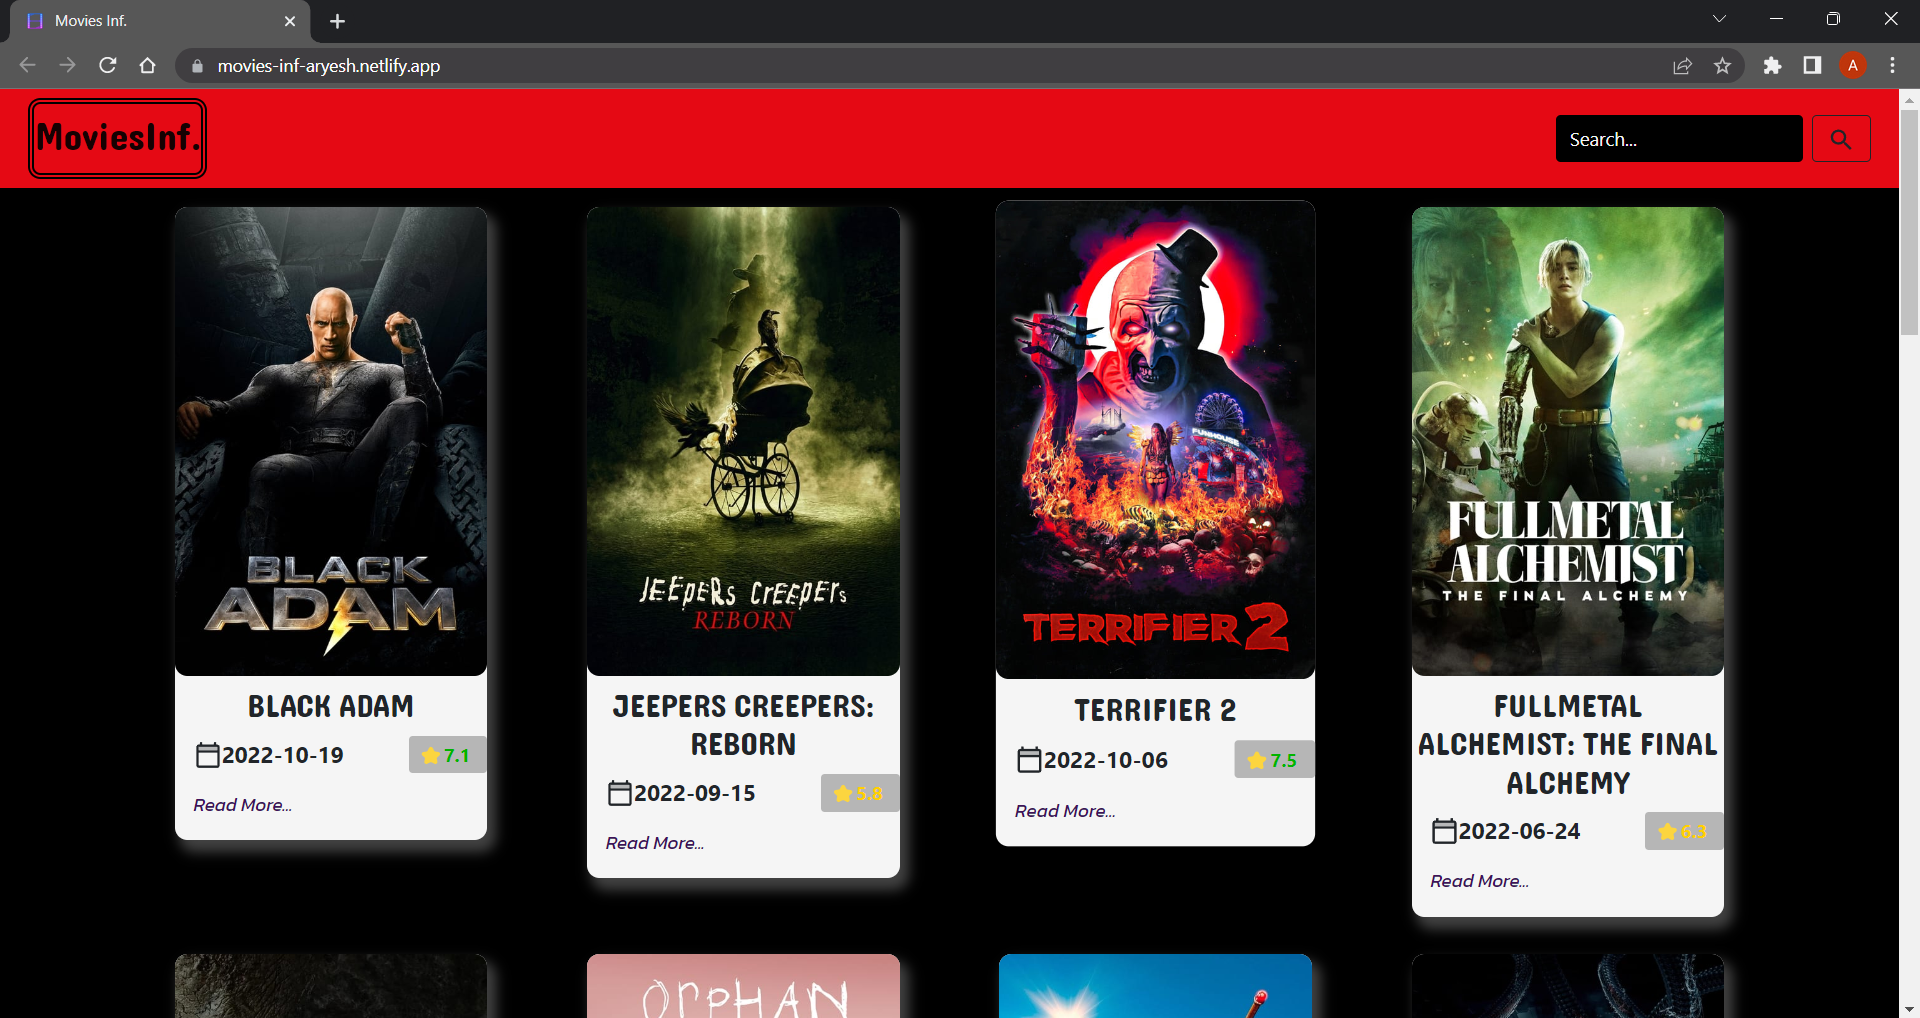 Movies Inf.
movies-inf-aryesh.netlify.app
A
MoviesInf.
Search...
BLACK
ADAM
BLACK ADAM
2022-10-19
7.1
Read More...
JEEPERS CREEPERS
REBORN
JEEPERS CREEPERS:
REBORN
2022-09-15
5.8
Read More...
FUNHOUSE
TERRIFIER 2
TERRIFIER 2
2022-10-06
7.5
Read More...
FULLMETAL
ALCHEMIST
THE FINAL ALCHEMY
FULLMETAL
ALCHEMIST: THE FINAL
ALCHEMY
2022-06-24
6.3
Read More...
ORPHAN